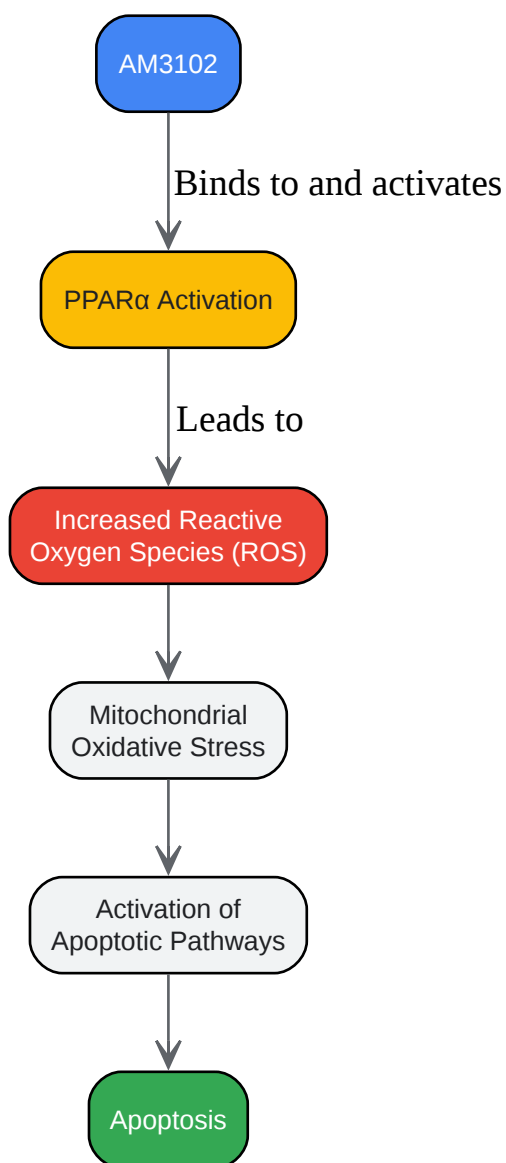 AM3102
Binds to and activates
PPARα Activation
Leads to
Increased Reactive
Oxygen Species (ROS)
Mitochondrial
Oxidative Stress
Activation of
Apoptotic Pathways
Apoptosis